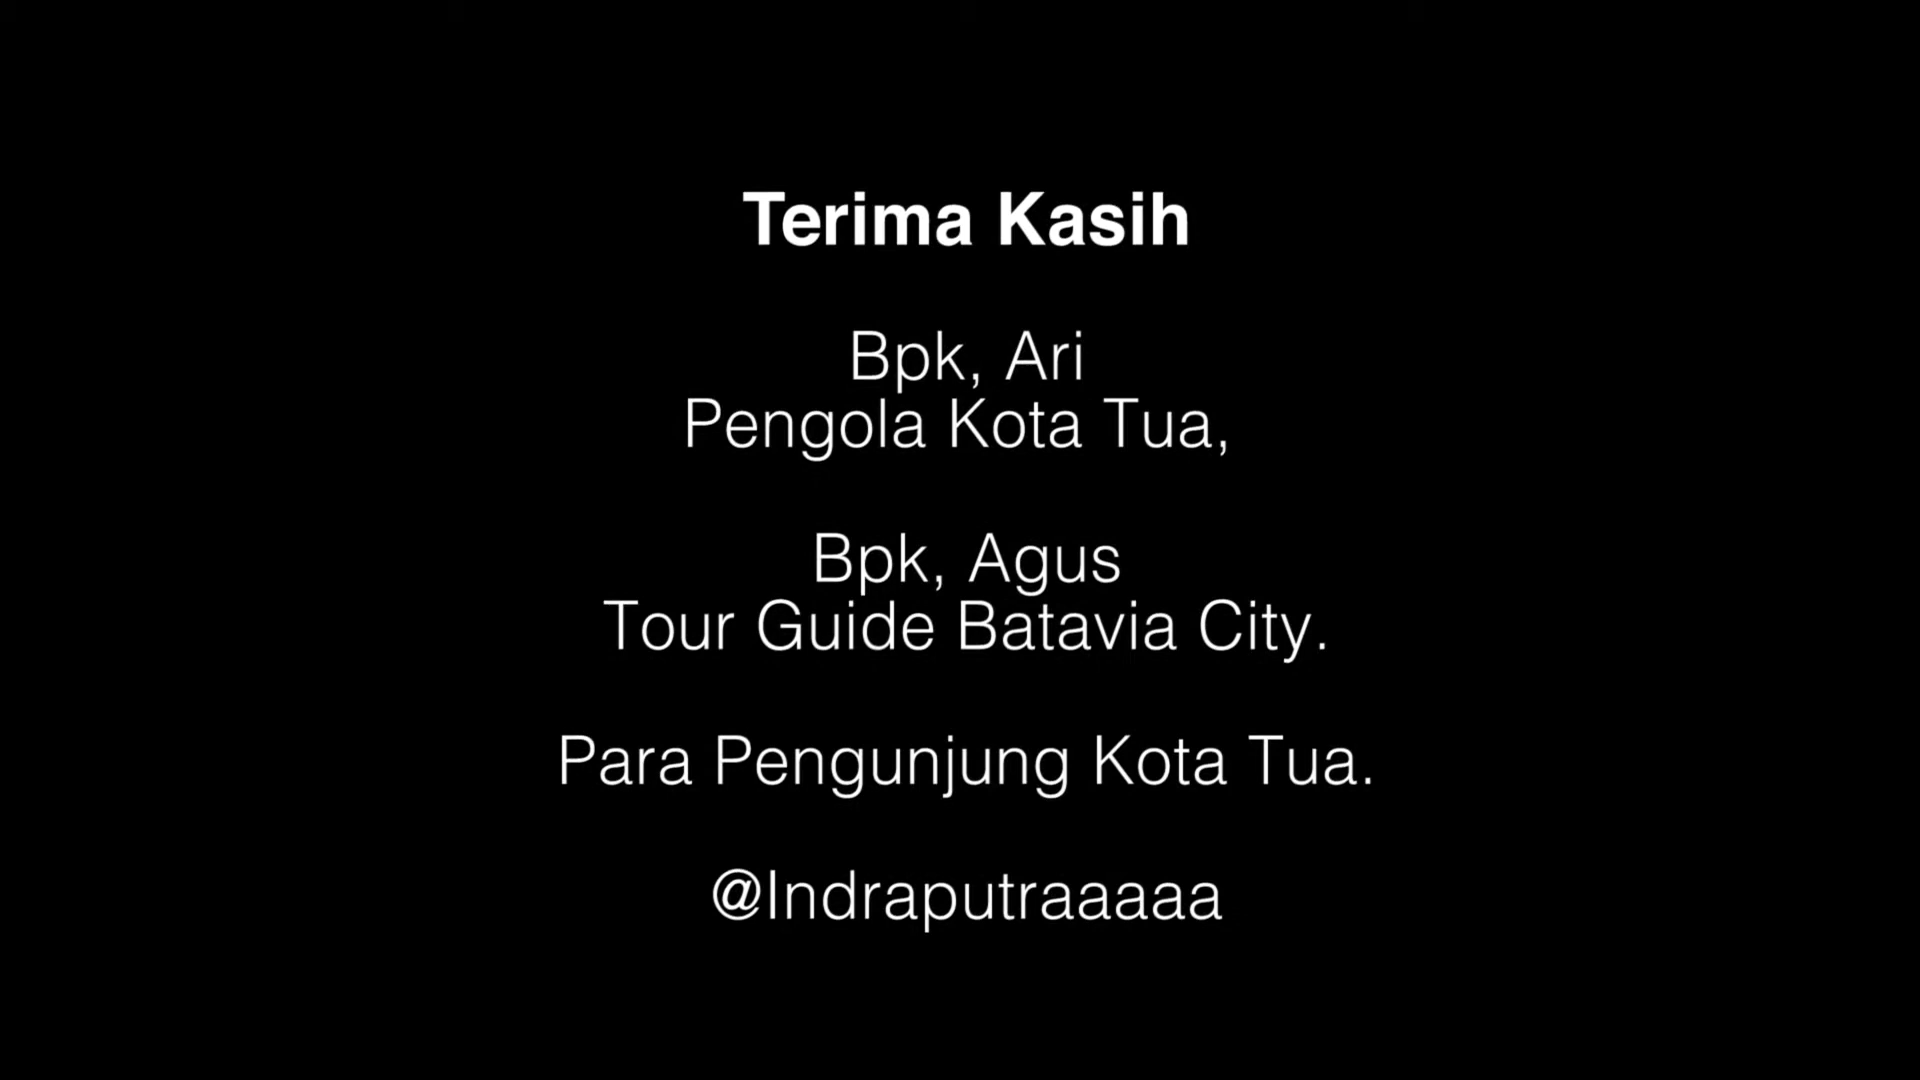 Terima Kasih
Bpk, Ari
Pengola Kota Tua,
Bpk, Agus
Tour Guide Batavia City.
Para Pengunjung Kota Tua.
@Indraputraaaaa